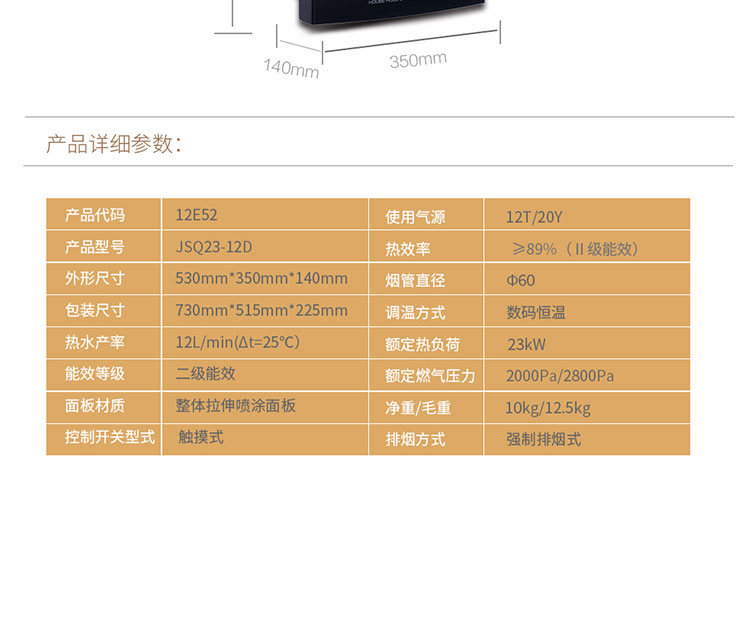 140mm
350mm
产品详细参数：
产品代码 12E52 使用气源 12T/20Y
产品型号 JSQ23-12D 热效率 ≥89%（Ⅱ级能效）
外形尺寸 530mm*350mm*140mm 烟管直径 Φ60
包装尺寸 730mm*515mm*225mm 调温方式 数码恒温
热水产率 12L/min(Δt=25℃） 额定热负荷 23kW
能效等级 二级能效 额定燃气压力 2000Pa/2800Pa
面板材质 整体拉伸喷涂面板 净重/毛重 10kg/12.5kg
控制开关型式 触摸式 排烟方式 强制排烟式